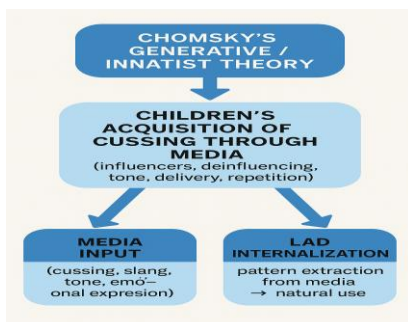 CHOMSKY'S
GENERATIVE /
INNATIST THEORY
CHILDREN'S
ACQUISITION OF
CUSSING THROUGH
MEDIA
(influencers, deinfluencing,
tone, delivery, repetition)
MEDIA
INPUT
(cussing, slang,
tone, emó–
onal expresion)
LAD
INTERNALIZATION
pattern extraction
from media
→ natural use